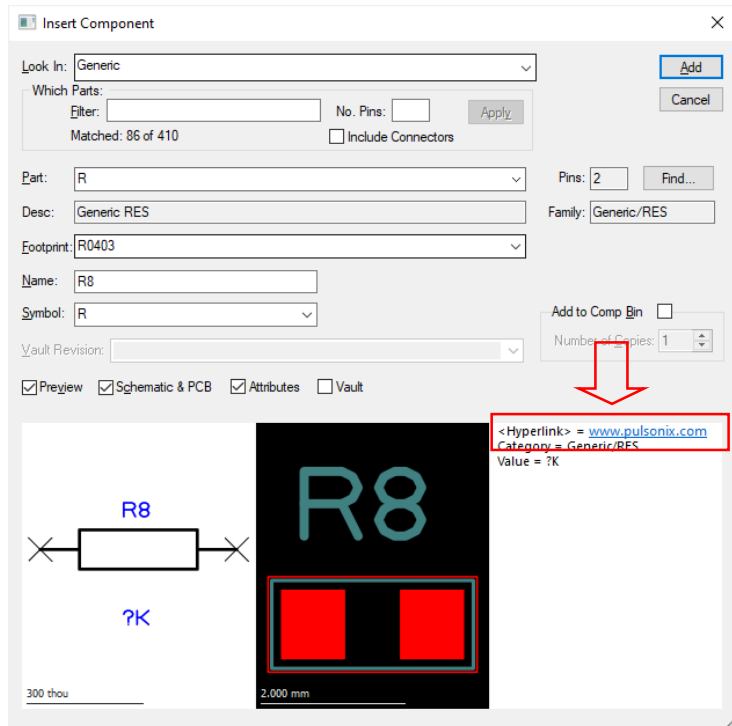 Insert Component
Look In: Generic
Add
Which Parts:
Filter:
No. Pins:
Apply
Cancel
Matched: 86 of 410
Include Connectors
Part: R
Pins: 2
Find...
Desc: Generic RES
Family: Generic/RES
Footprint: R0403
Name: R8
Symbol: R
Add to Comp Bin
Vault Revision:
Number of Copies: 1
Preview
Schematic & PCB
Attributes
Vault
<Hyperlink> = www.pulsonix.com
Category = Generic/RES
Value = ?K
R8
?K
300 thou
R8
2.000 mm